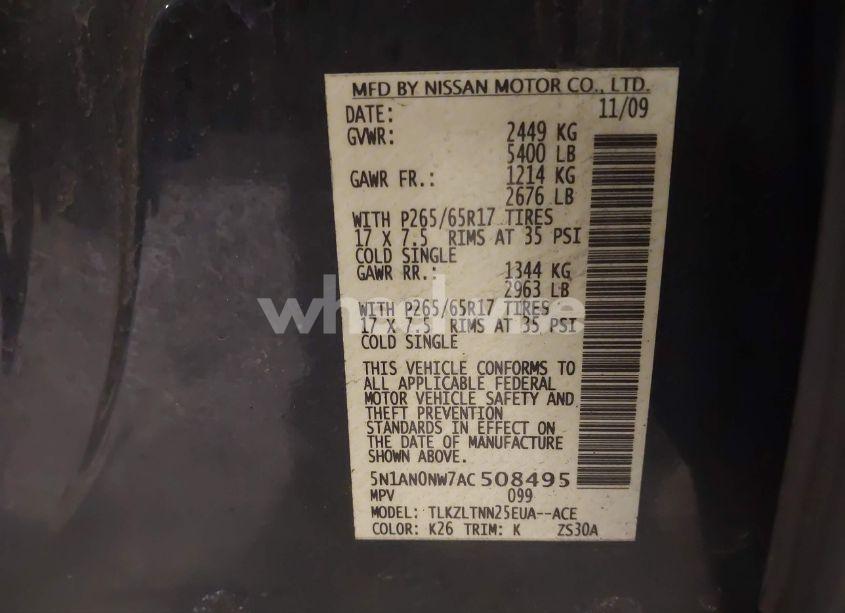 MFD BY NISSAN MOTOR CO., LTD.
DATE: 11/09
GVWR: 2449 KG
5400 LB
GAWR FR.: 1214 KG
2676 LB
WITH P265/65R17 TIRES
17 X 7.5 RIMS AT 35 PSI
COLD SINGLE
GAWR RR.: 1344 KG
2963 LB
WITH P265/65R17 TIRES
17 X 7.5 RIMS AT 35 PSI
COLD SINGLE
THIS VEHICLE CONFORMS TO
ALL APPLICABLE FEDERAL
MOTOR VEHICLE SAFETY AND
THEFT PREVENTION
STANDARDS IN EFFECT ON
THE DATE OF MANUFACTURE
SHOWN ABOVE.
5N1AN0NW7AC508495
MPV 099
MODEL: TLKZLTNN25EUA--ACE
COLOR: K26 TRIM: K ZS30A